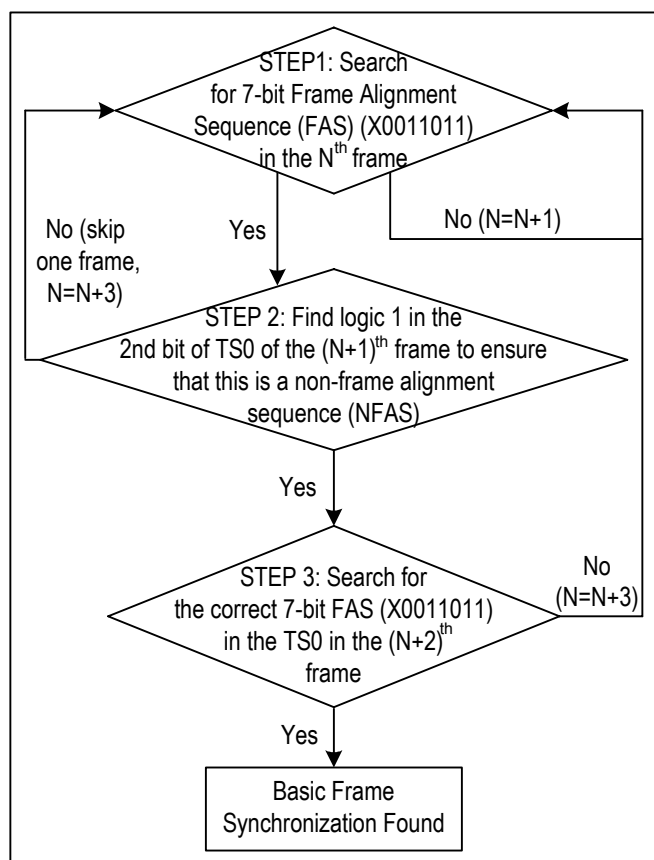 STEP1: Search
for 7-bit Frame Alignment
Sequence (FAS) (X0011011)
in the Nth frame
No (skip
one frame,
N=N+3)
Yes
No (N=N+1)
STEP 2: Find logic 1 in the
2nd bit of TS0 of the (N+1)th frame to ensure
that this is a non-frame alignment
sequence (NFAS)
Yes
STEP 3: Search for
the correct 7-bit FAS (X0011011)
in the TS0 in the (N+2)th
frame
No
(N=N+3)
Yes
Basic Frame
Synchronization Found